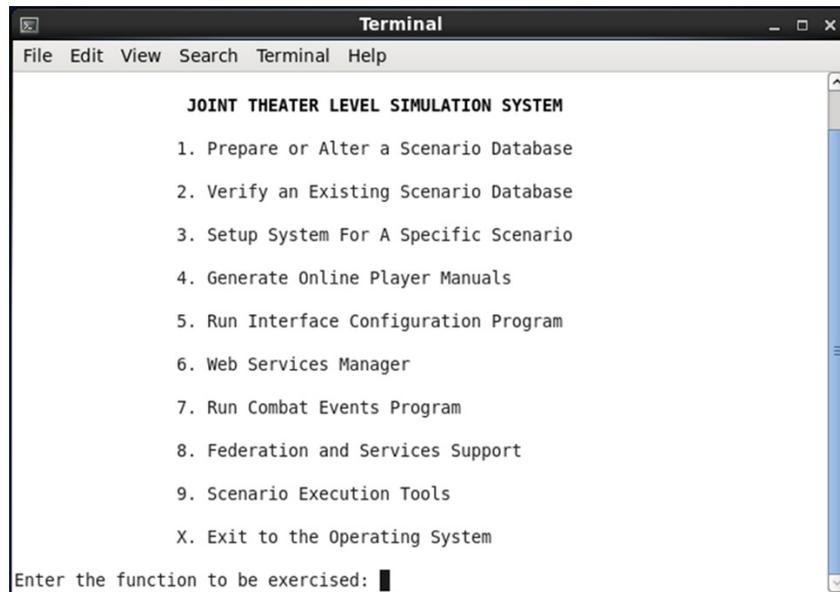 Terminal
File Edit View Search Terminal Help
JOINT THEATER LEVEL SIMULATION SYSTEM
1. Prepare or Alter a Scenario Database
2. Verify an Existing Scenario Database
3. Setup System For A Specific Scenario
4. Generate Online Player Manuals
5. Run Interface Configuration Program
6. Web Services Manager
7. Run Combat Events Program
8. Federation and Services Support
9. Scenario Execution Tools
X. Exit to the Operating System
Enter the function to be exercised: